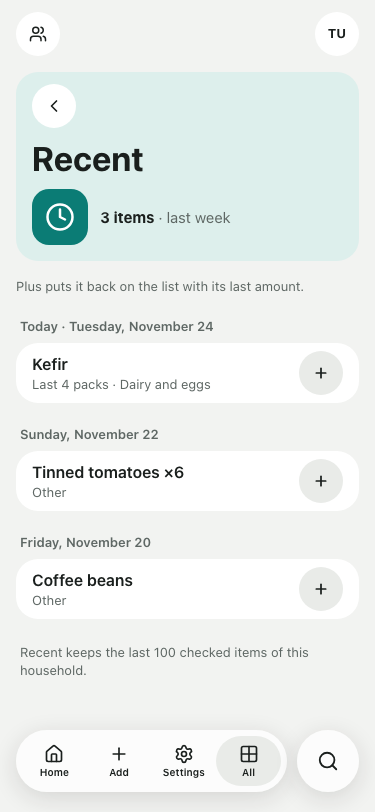 TU
Recent
3 items · last week
Plus puts it back on the list with its last amount.
Today · Tuesday, November 24
Kefir
Last 4 packs · Dairy and eggs
Sunday, November 22
Tinned tomatoes ×6
Other
Friday, November 20
Coffee beans
Other
Recent keeps the last 100 checked items of this
household.
Home
Add
Settings
All